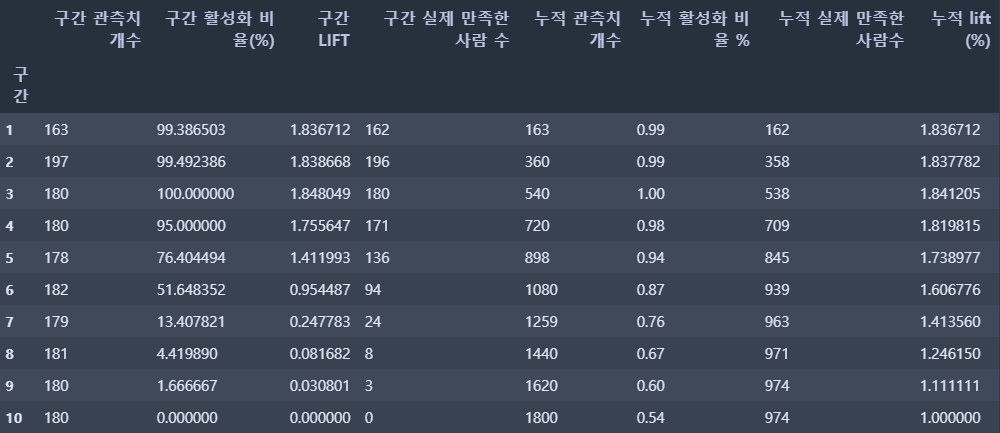 구간 관측치 개수 구간 활성화 비율(%) 구간 LIFT 구간 실제 만족한 사람 수 누적 관측치 개수 누적 활성화 비율 % 누적 실제 만족한 사람수 누적 lift (%)
구간
1 163 99.386503 1.836712 162 163 0.99 162 1.836712
2 197 99.492386 1.838668 196 360 0.99 358 1.837782
3 180 100.000000 1.848049 180 540 1.00 538 1.841205
4 180 95.000000 1.755647 171 720 0.98 709 1.819815
5 178 76.404494 1.411993 136 898 0.94 845 1.738977
6 182 51.648352 0.954487 94 1080 0.87 939 1.606776
7 179 13.407821 0.247783 24 1259 0.76 963 1.413560
8 181 4.419890 0.081682 8 1440 0.67 971 1.246150
9 180 1.666667 0.030801 3 1620 0.60 974 1.111111
10 180 0.000000 0.000000 0 1800 0.54 974 1.000000